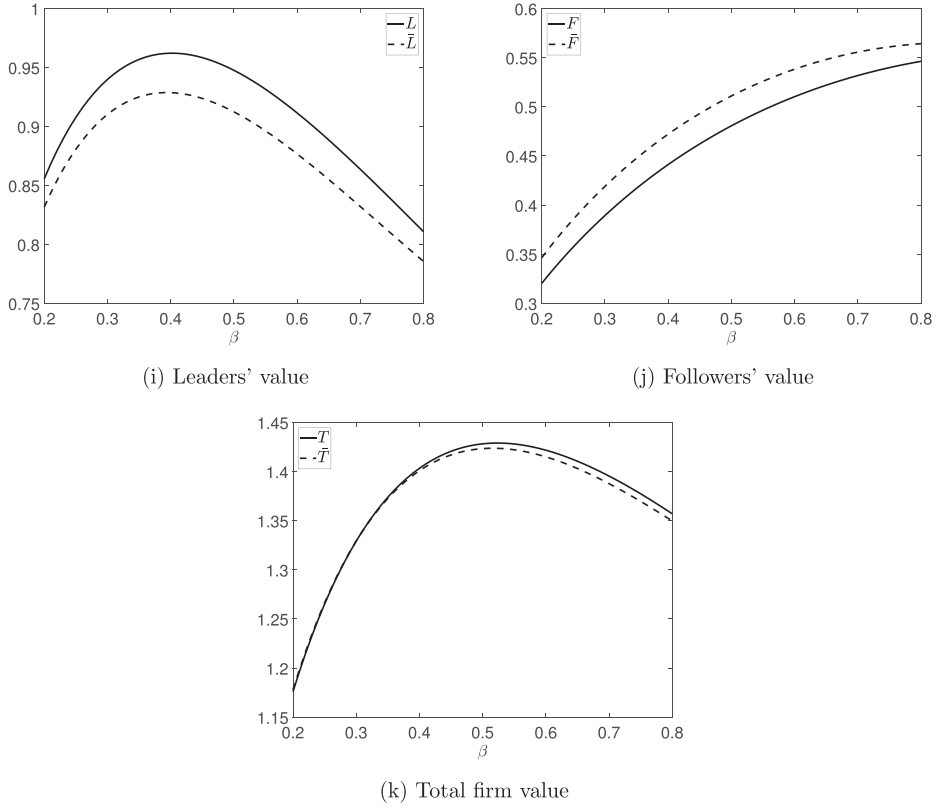 1
0.95
0.9
0.85
0.8
0.75
0.2 0.3 0.4 0.5 0.6 0.7 0.8
β
L
L̄
(i) Leaders' value
0.6
0.55
0.5
0.45
0.4
0.35
0.3
0.2 0.3 0.4 0.5 0.6 0.7 0.8
β
F
F̄
(j) Followers' value
1.45
1.4
1.35
1.3
1.25
1.2
1.15
0.2 0.3 0.4 0.5 0.6 0.7 0.8
β
T
T̄
(k) Total firm value